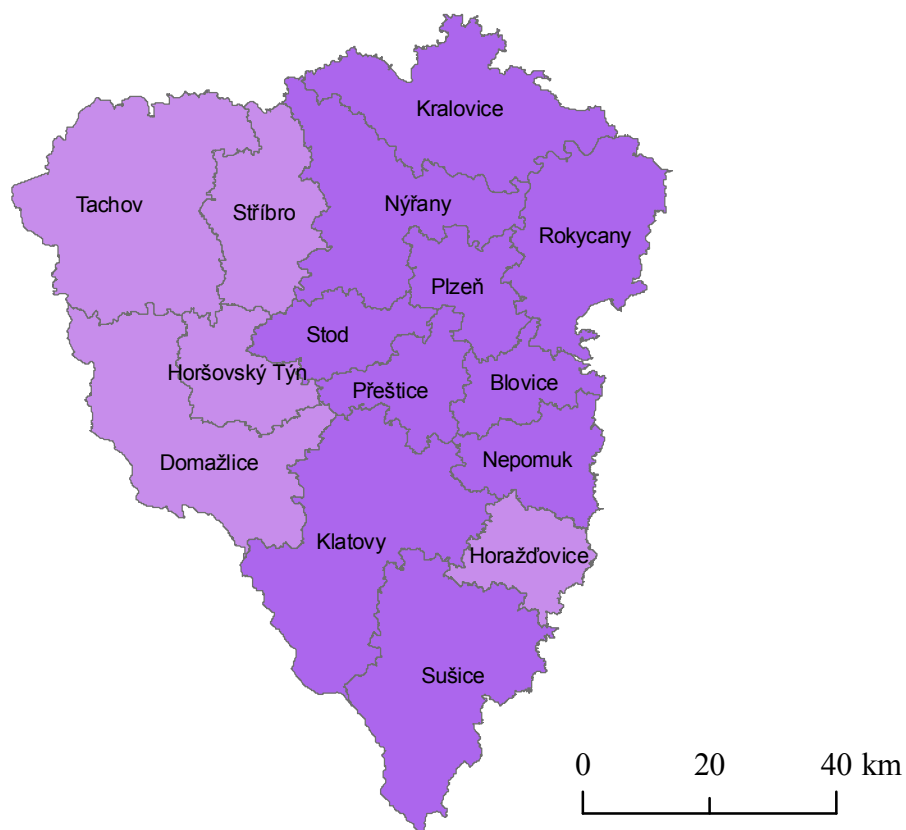 Kralovice
Tachov
Stříbro
Nýřany
Rokycany
Plzeň
Stod
Horšovský Týn
Přeštice
Blovice
Domažlice
Nepomuk
Klatovy
Horažďovice
Sušice
0 20 40 km